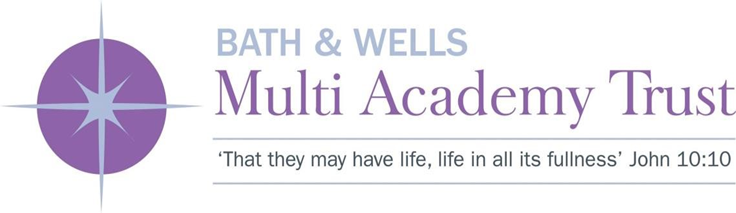 BATH & WELLS
Multi Academy Trust
‘That they may have life, life in all its fullness’ John 10:10